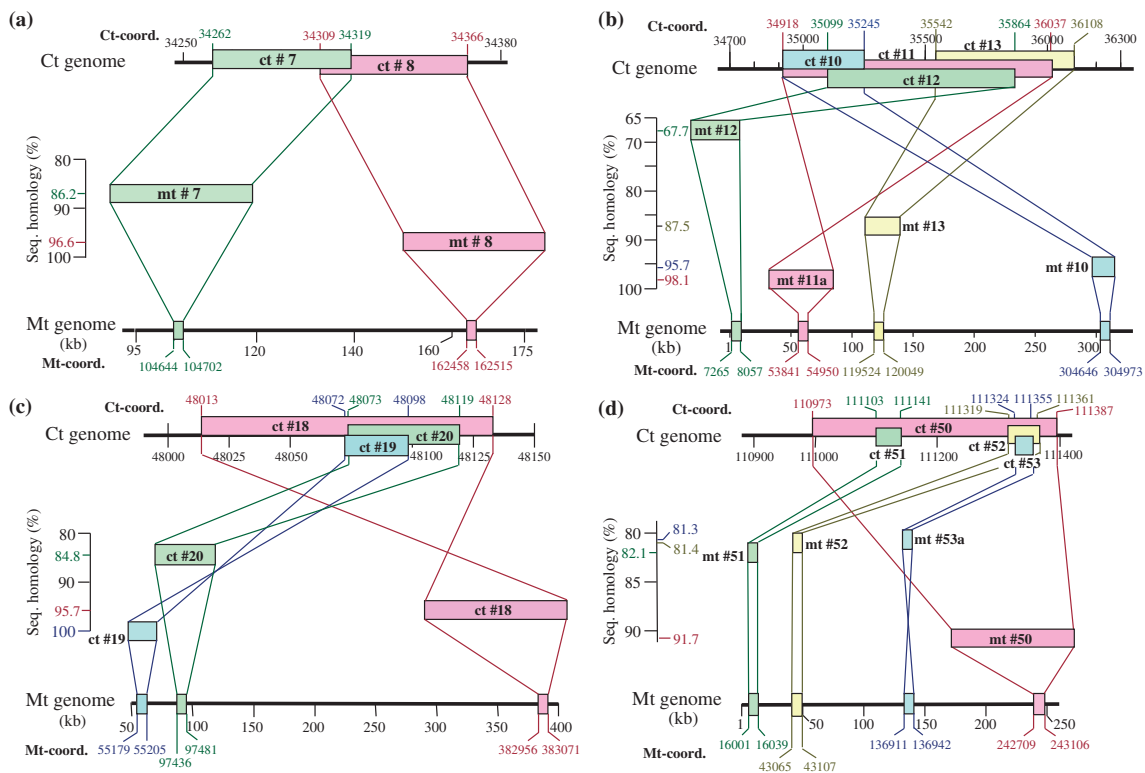 (a)
Ct-coord.
34262
34309
34319
34366
34250
34380
Ct genome
ct # 7
ct # 8
Seq. homology (%)
80
86.2
90
96.6
100
mt # 7
mt # 8
Mt genome
(kb)
95
120
140
160
175
Mt-coord.
104644
104702
162458
162515
(b)
Ct-coord.
34918
35099
35245
35542
35864
36037
36108
34700
35000
35500
36000
36300
Ct genome
ct #10
ct #11
ct #13
ct #12
Seq. homology (%)
65
67.7
70
80
87.5
90
95.7
98.1
100
mt #12
mt #13
mt #10
mt #11a
Mt genome
(kb)
1
50
100
150
200
250
300
Mt-coord.
7265
8057
53841
54950
119524
120049
304646
304973
(c)
Ct-coord.
48013
48072
48073
48098
48119
48128
Ct genome
ct #18
ct #20
ct #19
48000
48025
48050
48100
48125
48150
Seq. homology (%)
80
84.8
90
95.7
100
ct #20
ct #18
ct #19
Mt genome
(kb)
50
100
150
200
250
300
350
400
Mt-coord.
55179
55205
97481
97436
382956
383071
(d)
Ct-coord.
110973
111103
111141
111324
111355
111361
111319
111387
Ct genome
ct #50
ct #51
ct #52
ct #53
110900
111000
111200
111400
Seq. homology (%)
80
81.3
81.4
82.1
85
90
91.7
mt #51
mt #52
mt #53a
mt #50
Mt genome
(kb)
1
50
100
150
200
250
Mt-coord.
16001
16039
43065
43107
136911
136942
242709
243106